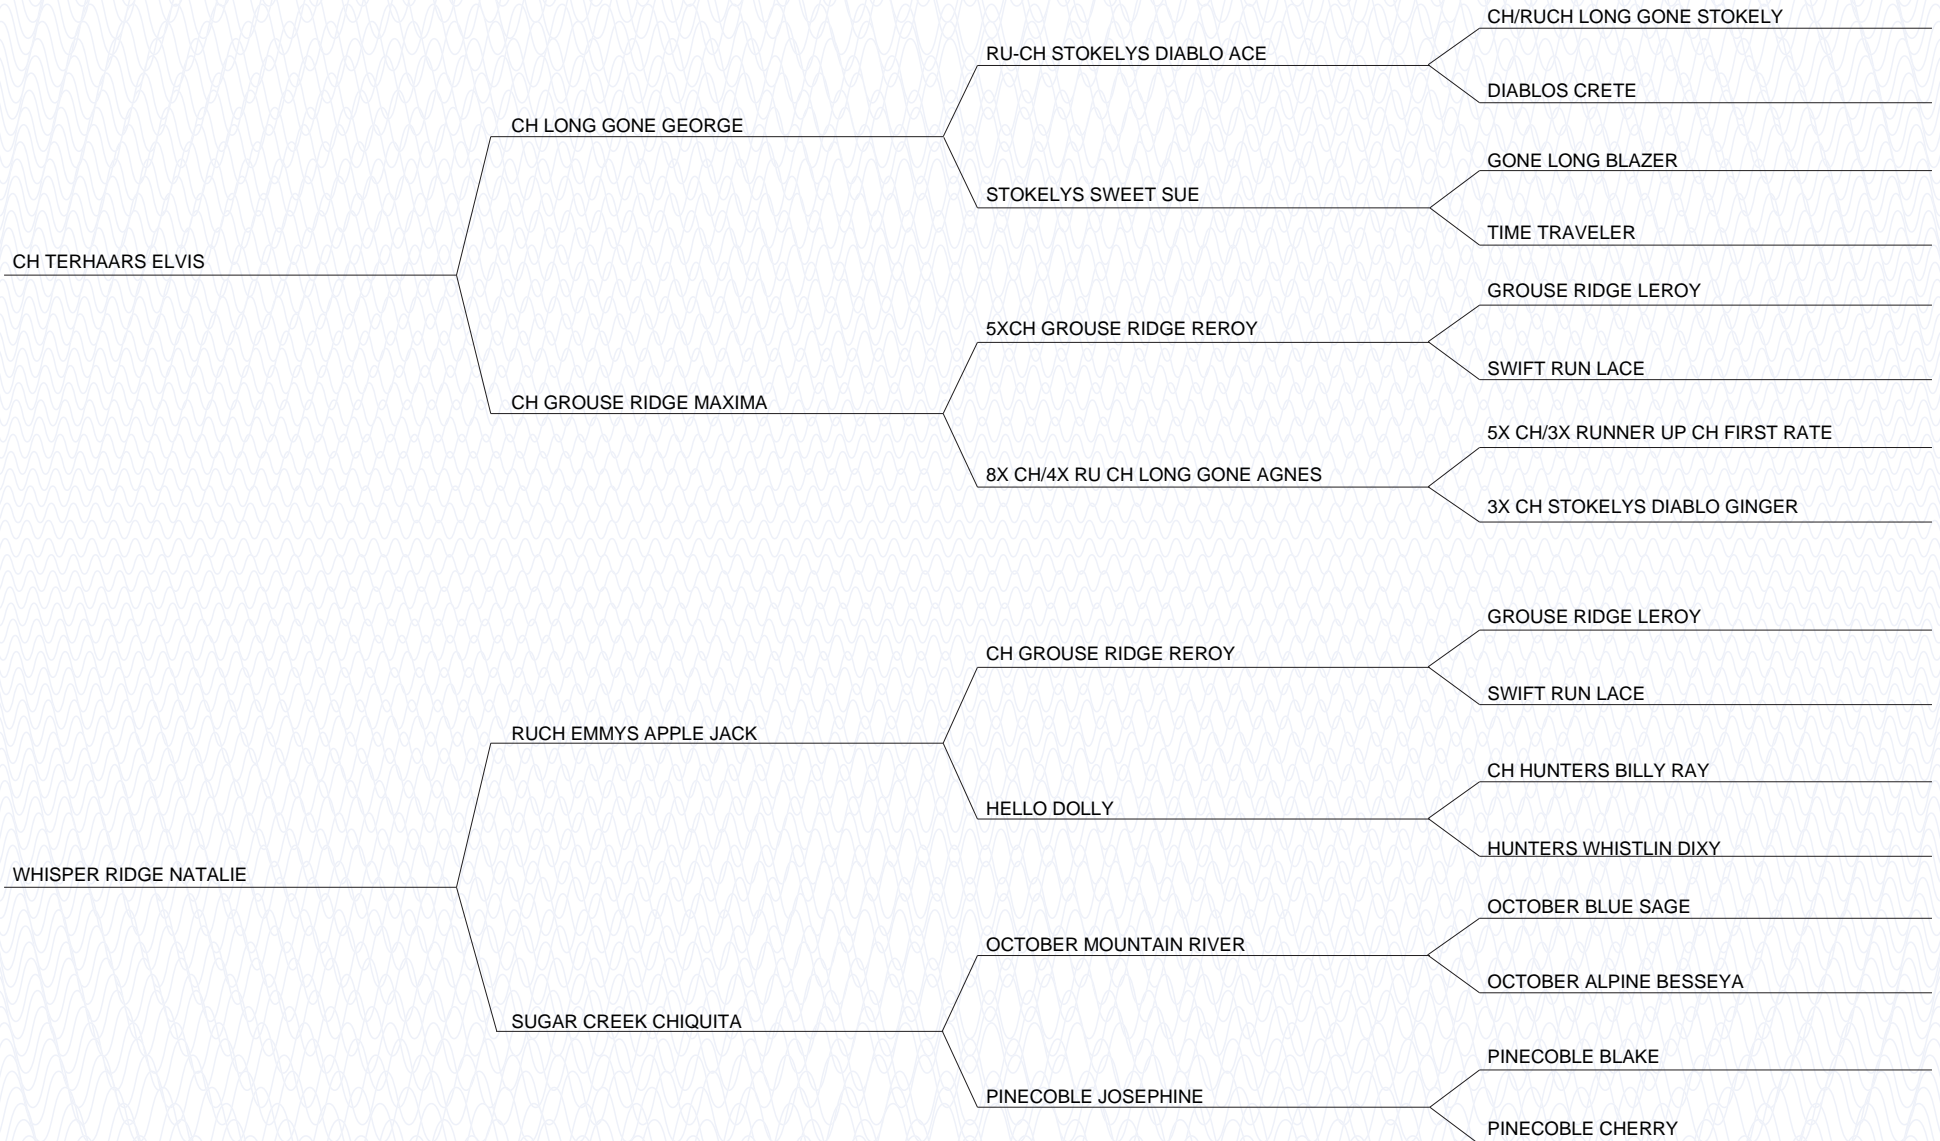 CH/RUCH LONG GONE STOKELY
RU-CH STOKELYS DIABLO ACE
DIABLOS CRETE
CH LONG GONE GEORGE
GONE LONG BLAZER
STOKELYS SWEET SUE
TIME TRAVELER
CH TERHAARS ELVIS
GROUSE RIDGE LEROY
5XCH GROUSE RIDGE REROY
SWIFT RUN LACE
CH GROUSE RIDGE MAXIMA
5X CH/3X RUNNER UP CH FIRST RATE
8X CH/4X RU CH LONG GONE AGNES
3X CH STOKELYS DIABLO GINGER
GROUSE RIDGE LEROY
CH GROUSE RIDGE REROY
SWIFT RUN LACE
RUCH EMMYS APPLE JACK
CH HUNTERS BILLY RAY
HELLO DOLLY
HUNTERS WHISTLIN DIXY
WHISPER RIDGE NATALIE
OCTOBER BLUE SAGE
OCTOBER MOUNTAIN RIVER
OCTOBER ALPINE BESSEYA
SUGAR CREEK CHIQUITA
PINECOBLE BLAKE
PINECOBLE JOSEPHINE
PINECOBLE CHERRY